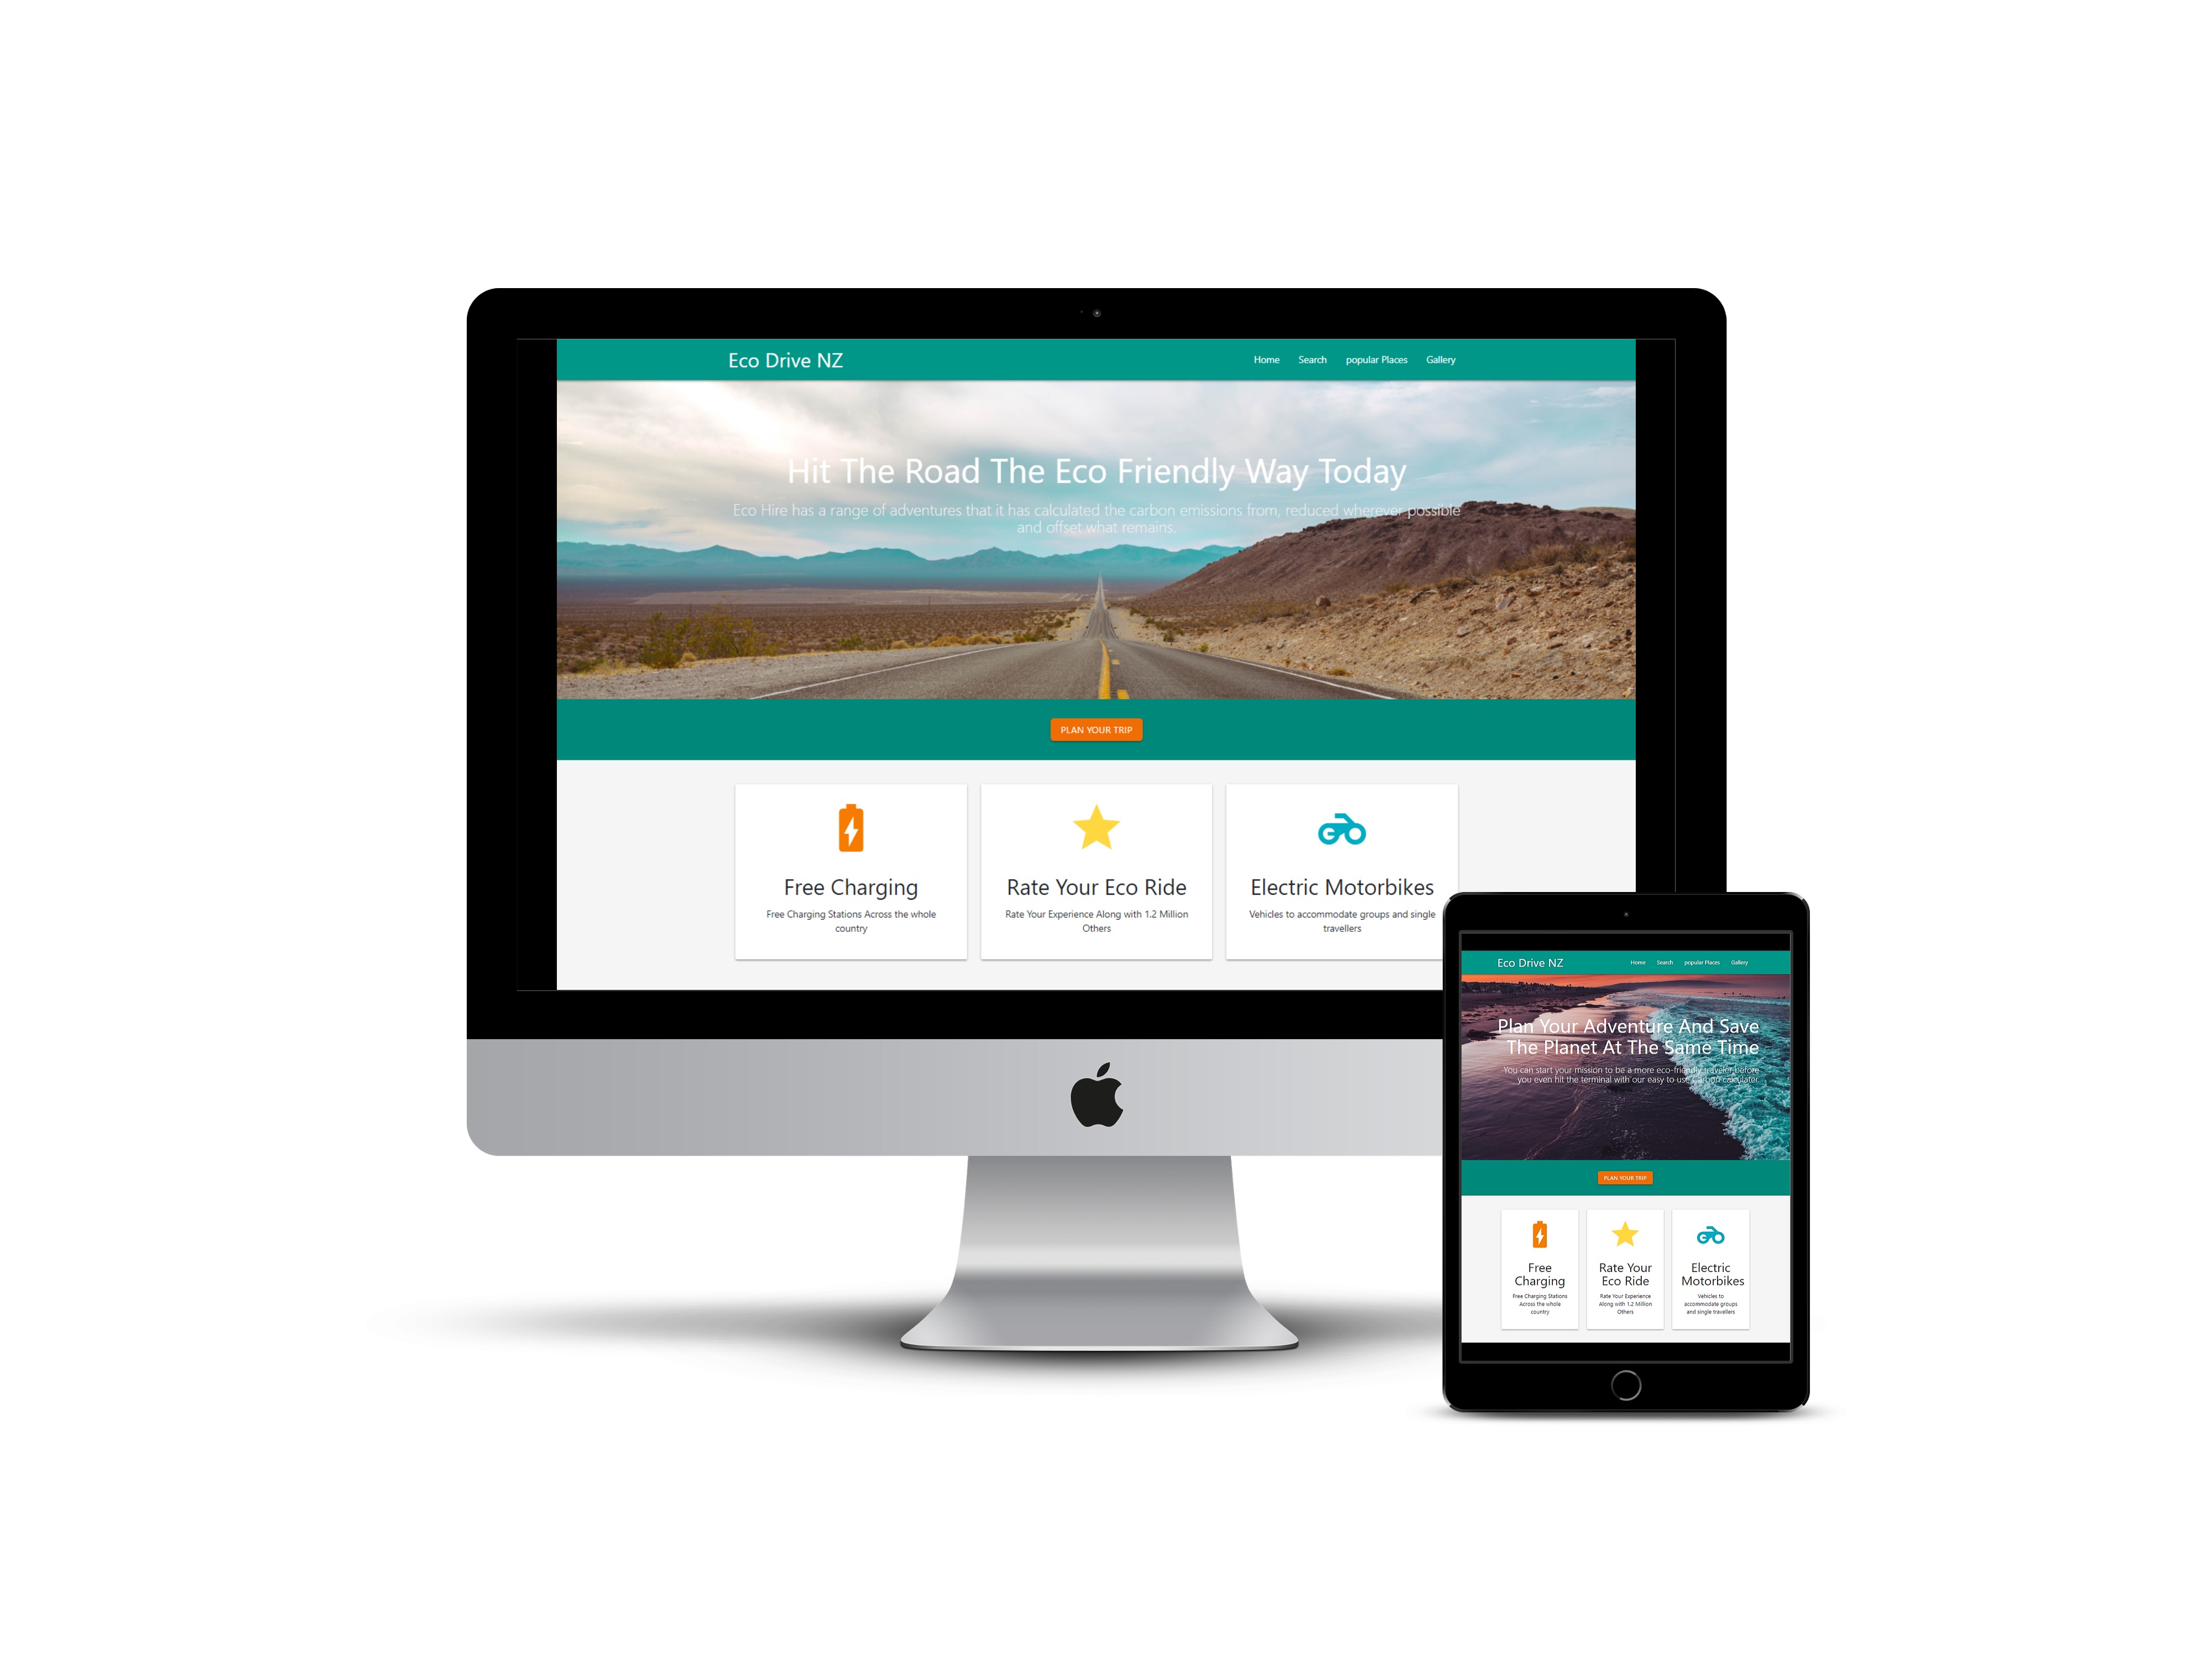 Eco Drive NZ
Home Search popular Places Gallery
Hit The Road The Eco Friendly Way Today
Eco Hire has a range of adventures that it has calculated the carbon emissions from, reduced wherever possible
and offset what remains.
PLAN YOUR TRIP
Free Charging
Free Charging Stations Across the whole
country
Rate Your Eco Ride
Rate Your Experience Along with 1.2 Million
Others
Electric Motorbikes
Vehicles to accommodate groups and single
travellers
Eco Drive NZ
Home Search popular Places Gallery
Plan Your Adventure And Save
The Planet At The Same Time
You can start your mission to be a more eco-friendly traveler before
you even hit the terminal with our easy to use carbon calculater.
PLAN YOUR TRIP
Free
Charging
Free Charging Stations
Across the whole
country
Rate Your
Eco Ride
Rate Your Experience
Along with 1.2 Million
Others
Electric
Motorbikes
Vehicles to
accommodate groups
and single travellers